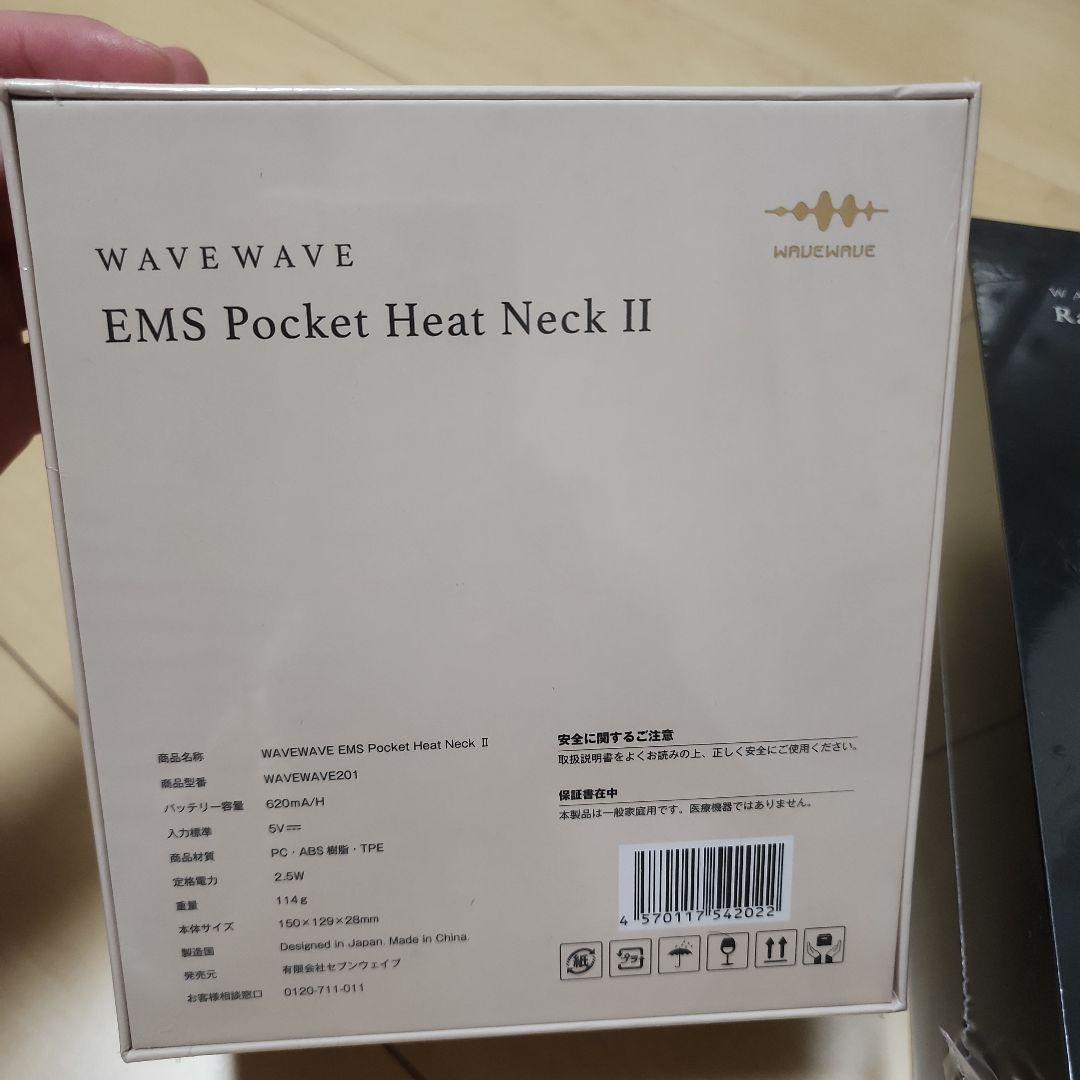 WAVEWAVE
WAVE WAVE
EMS Pocket Heat Neck II
商品名称 WAVEWAVE EMS Pocket Heat Neck Ⅱ
商品型番 WAVEWAVE201
バッテリー容量 620mA/H
入力標準 5V⎓
商品材質 PC・ABS 樹脂・TPE
定格電力 2.5W
重量 114g
本体サイズ 150×129×28mm
製造国 Designed in Japan. Made in China.
発売元 有限会社セブンウェイブ
お客様相談窓口 0120-711-011
安全に関するご注意
取扱説明書をよくお読みの上、正しく安全にご使用ください。
保証書在中
本製品は一般家庭用です。医療機器ではありません。
4 570117 542022
紙
プラ